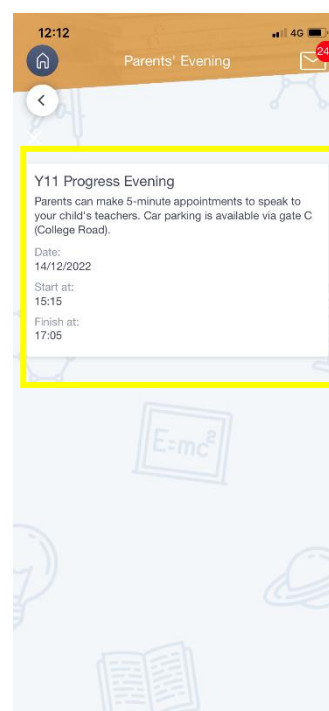 12:12
4G
Parents' Evening
24
Y11 Progress Evening
Parents can make 5-minute appointments to speak to
your child's teachers. Car parking is available via gate C
(College Road).
Date:
14/12/2022
Start at:
15:15
Finish at:
17:05
E=mc²